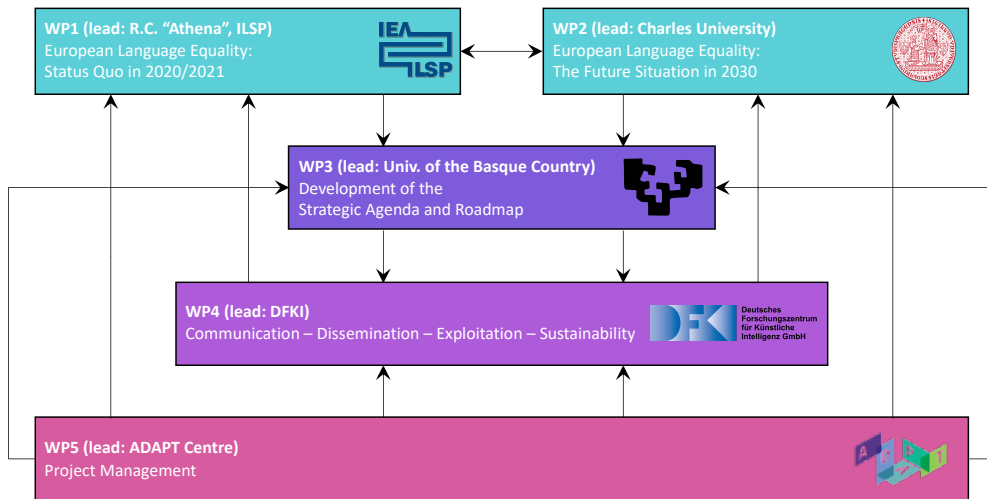 WP1 (lead: R.C. “Athena”, ILSP)
European Language Equality:
Status Quo in 2020/2021
ILSP
WP2 (lead: Charles University)
European Language Equality:
The Future Situation in 2030
WP3 (lead: Univ. of the Basque Country)
Development of the
Strategic Agenda and Roadmap
WP4 (lead: DFKI)
Communication – Dissemination – Exploitation – Sustainability
DFKI
Deutsches
Forschungszentrum
für Künstliche
Intelligenz GmbH
WP5 (lead: ADAPT Centre)
Project Management
ADAPT